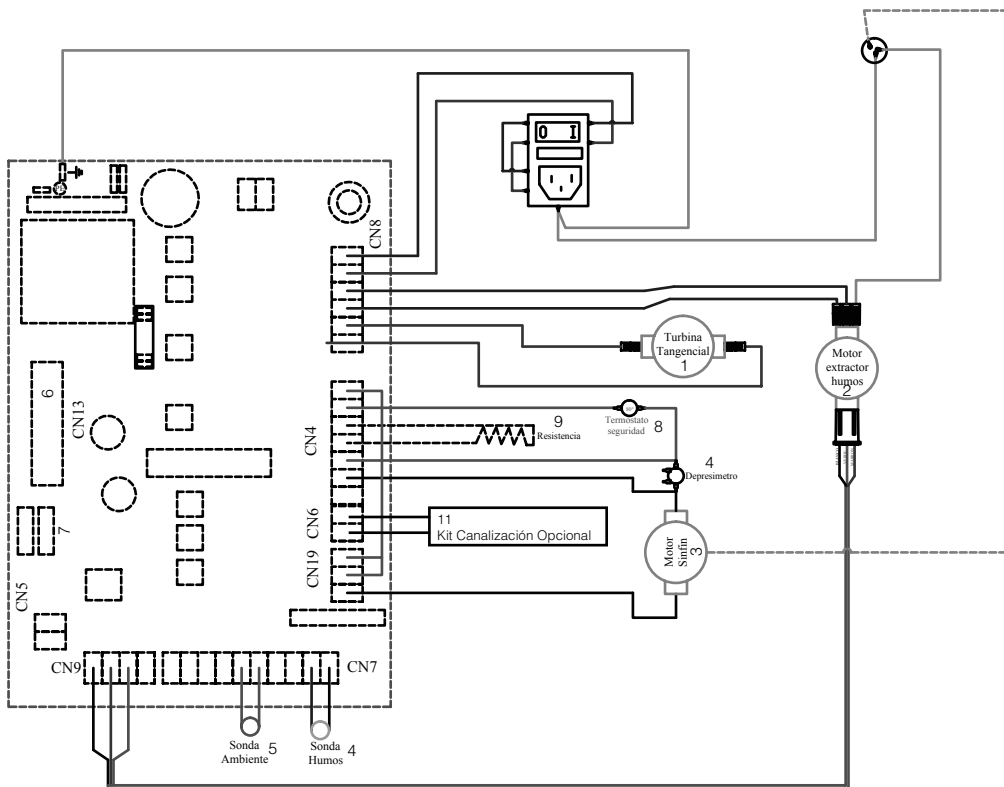 O I
CN8
Turbina
Tangencial
1
Motor
extractor
humos
2
6
CN13
CN4
9
Resistencia
Termostato
seguridad
8
4
Depresimetro
7
CN6
11
Kit Canalización Opcional
CN19
Motor
Sinfin
3
CN5
CN9
CN7
Sonda
Ambiente
5
Sonda
Humos
4